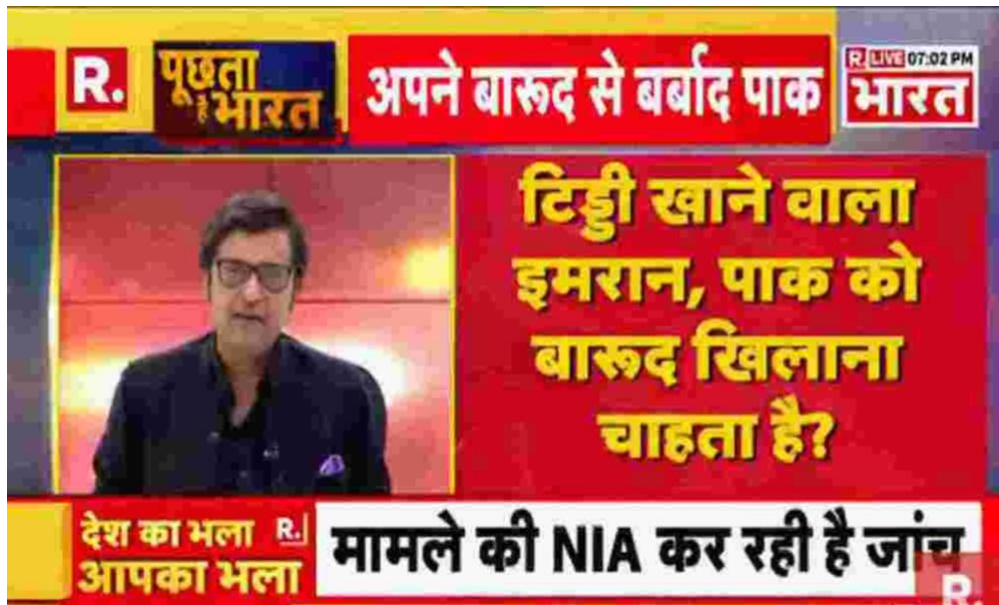 R.
पूछता
है भारत
अपने बारूद से बर्बाद पाक
R. LIVE 07:02 PM
भारत
टिड्डी खाने वाला
इमरान, पाक को
बारूद खिलाना
चाहता है?
देश का भला R.
आपका भला
मामले की NIA कर रही है जांच
R.